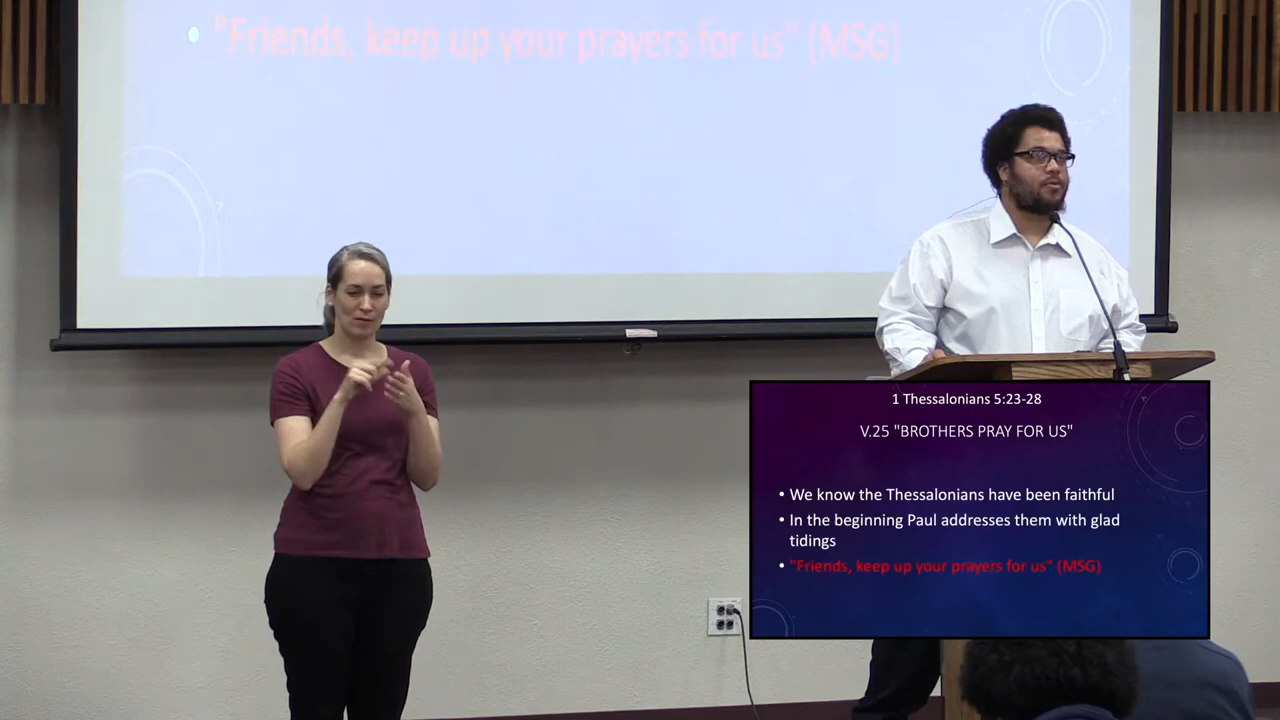 • "Friends, keep up your prayers for us" (MSG)
1 Thessalonians 5:23-28
V.25 "BROTHERS PRAY FOR US"
• We know the Thessalonians have been faithful
• In the beginning Paul addresses them with glad
tidings
• "Friends, keep up your prayers for us" (MSG)